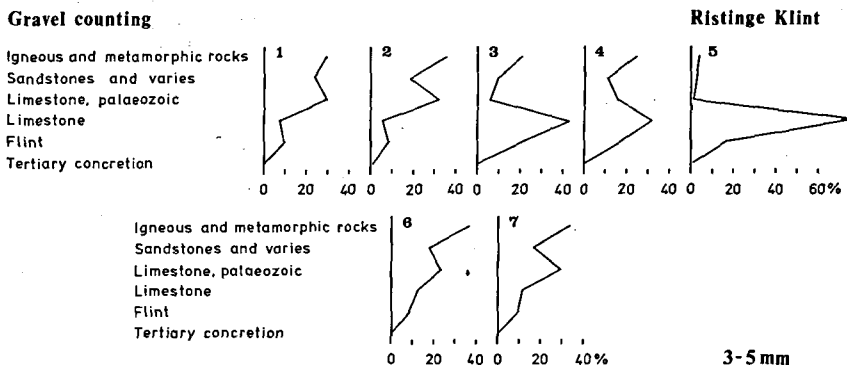 Gravel counting Ristinge Klint
Igneous and metamorphic rocks 1 2 3 4 5
Sandstones and varies
Limestone, palaeozoic
Limestone
Flint
Tertiary concretion
0 20 40 0 20 40 0 20 40 0 20 40 0 20 40 60%
6 7
Igneous and metamorphic rocks
Sandstones and varies
Limestone, palaeozoic
Limestone
Flint
Tertiary concretion
0 20 40 0 20 40% 3-5mm